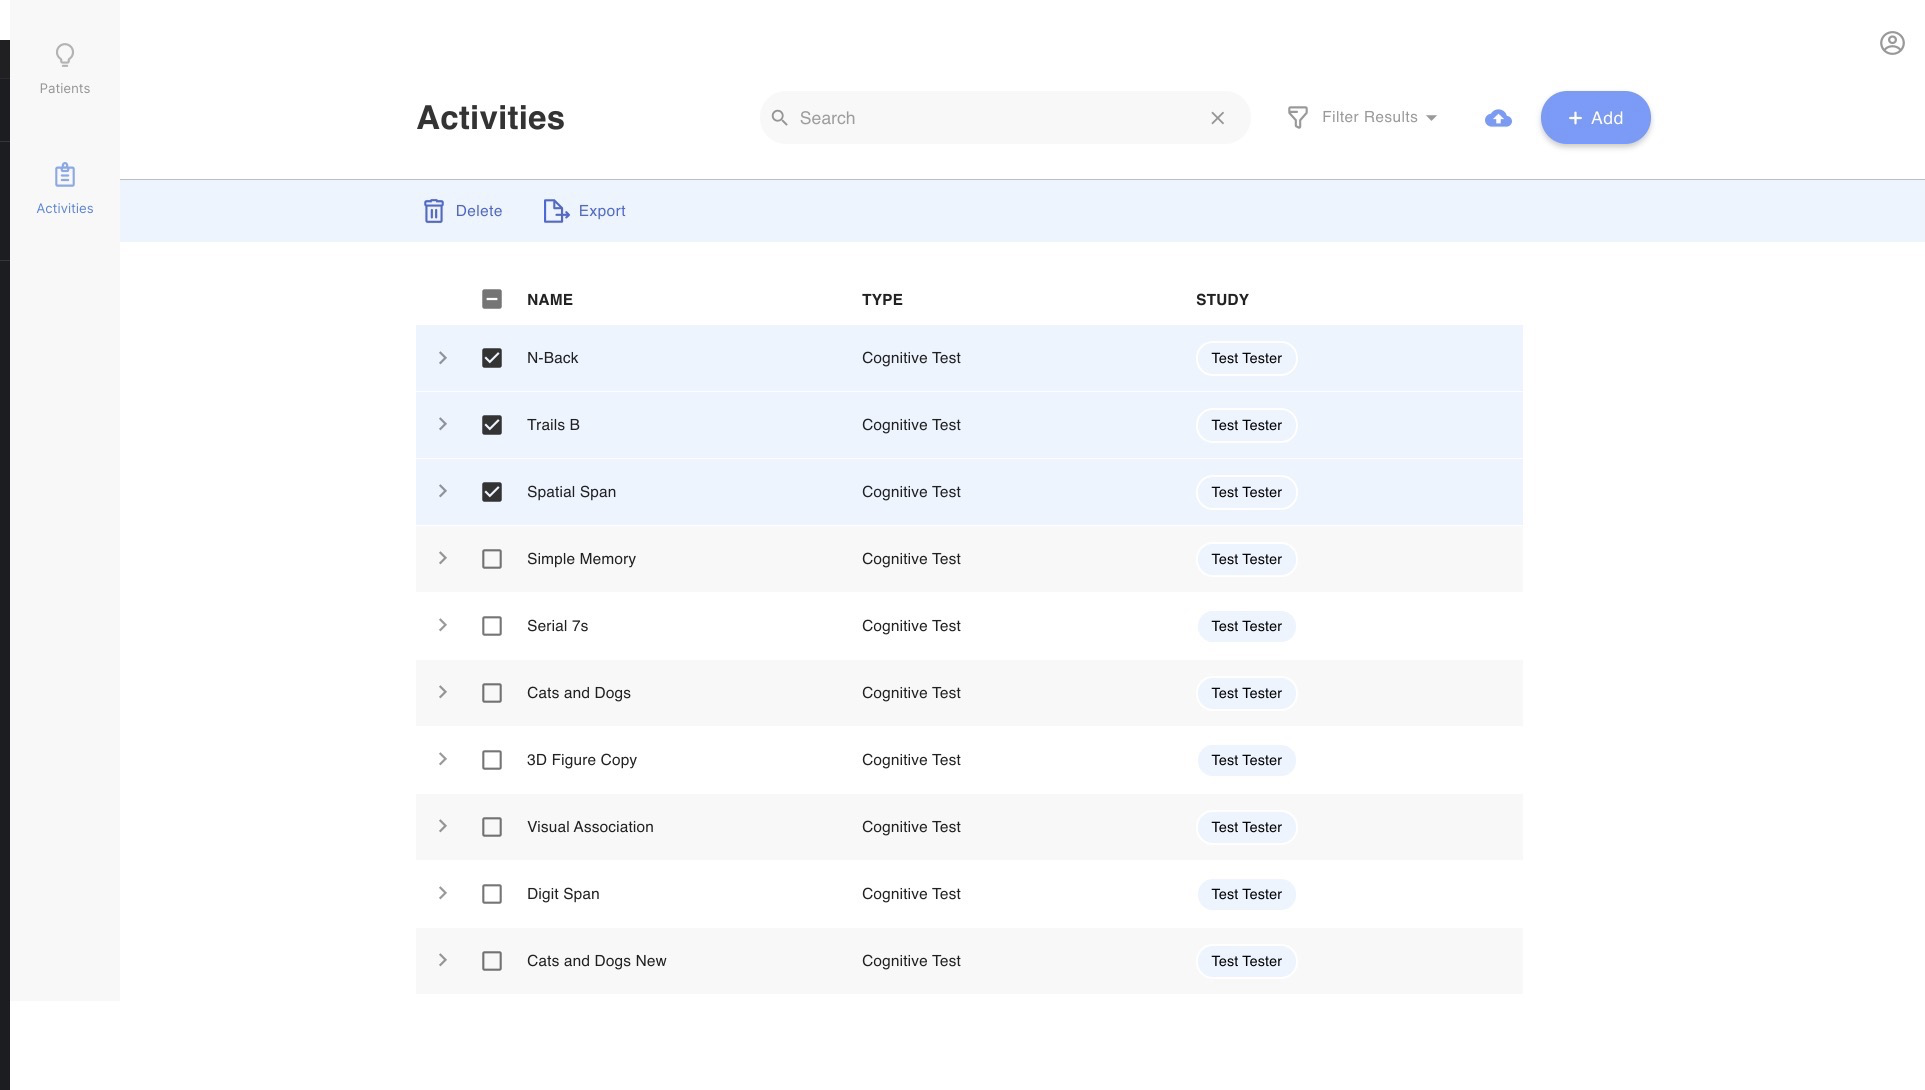 Patients
Activities
Activities
Search
Filter Results
+ Add
Delete
Export
NAME TYPE STUDY
N-Back Cognitive Test Test Tester
Trails B Cognitive Test Test Tester
Spatial Span Cognitive Test Test Tester
Simple Memory Cognitive Test Test Tester
Serial 7s Cognitive Test Test Tester
Cats and Dogs Cognitive Test Test Tester
3D Figure Copy Cognitive Test Test Tester
Visual Association Cognitive Test Test Tester
Digit Span Cognitive Test Test Tester
Cats and Dogs New Cognitive Test Test Tester